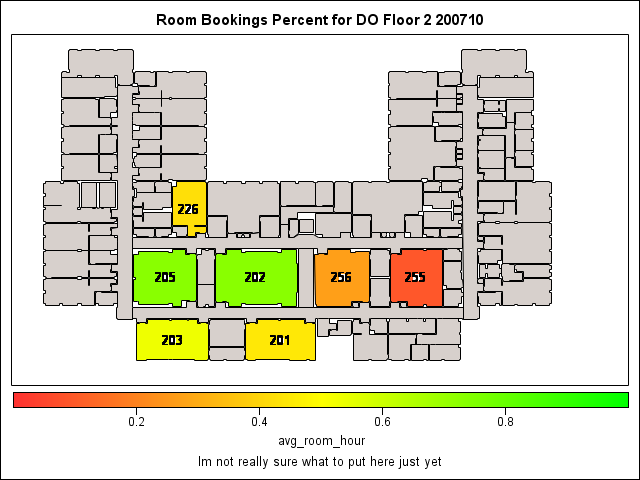 Room Bookings Percent for DO Floor 2 200710
226
205 202 256 255
203 201
0.2 0.4 0.6 0.8
avg_room_hour
Im not really sure what to put here just yet